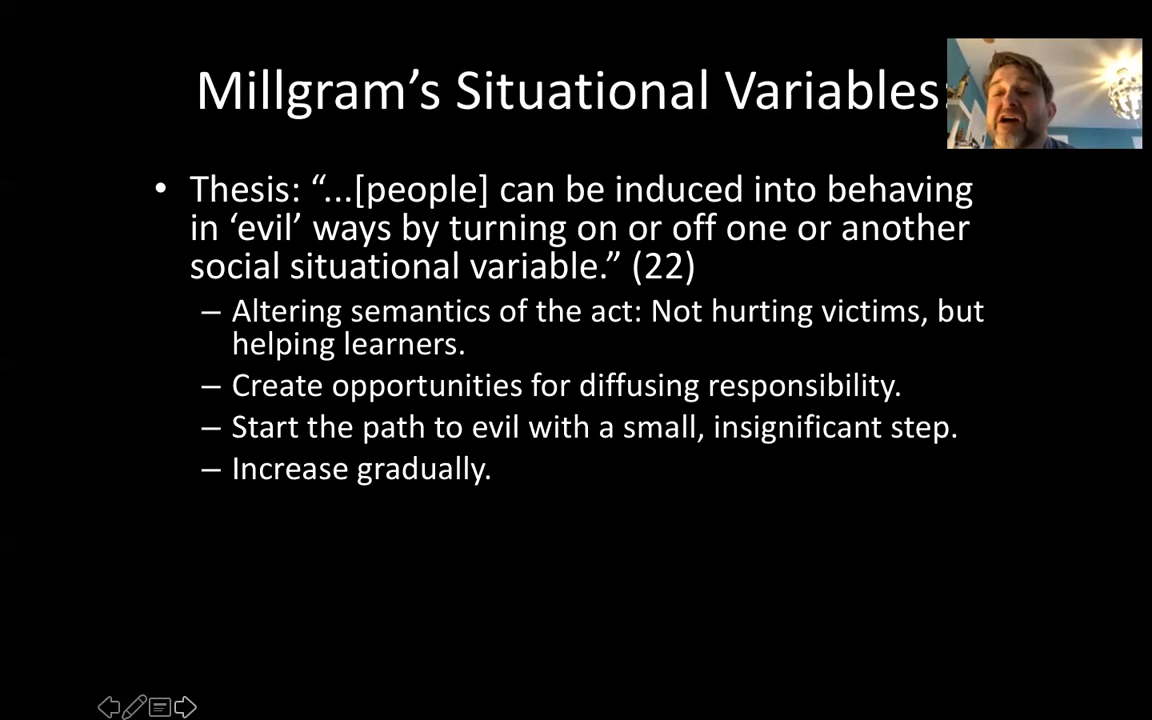 Millgram’s Situational Variables:
• Thesis: “...[people] can be induced into behaving
in ‘evil’ ways by turning on or off one or another
social situational variable.” (22)
– Altering semantics of the act: Not hurting victims, but
helping learners.
– Create opportunities for diffusing responsibility.
– Start the path to evil with a small, insignificant step.
– Increase gradually.